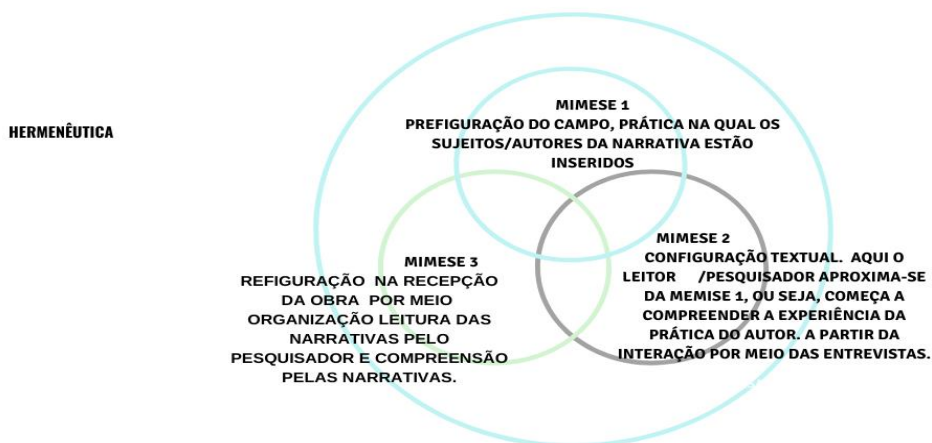 HERMENÊUTICA
MIMESE 1
PREFIGURAÇÃO DO CAMPO, PRÁTICA NA QUAL OS
SUJEITOS/AUTORES DA NARRATIVA ESTÃO
INSERIDOS
MIMESE 2
CONFIGURAÇÃO TEXTUAL. AQUI O
LEITOR /PESQUISADOR APROXIMA-SE
DA MEMISE 1, OU SEJA, COMEÇA A
COMPREENDER A EXPERIÊNCIA DA
PRÁTICA DO AUTOR. A PARTIR DA
INTERAÇÃO POR MEIO DAS ENTREVISTAS.
MIMESE 3
REFIGURAÇÃO NA RECEPÇÃO
DA OBRA POR MEIO
ORGANIZAÇÃO LEITURA DAS
NARRATIVAS PELO
PESQUISADOR E COMPREENSÃO
PELAS NARRATIVAS.